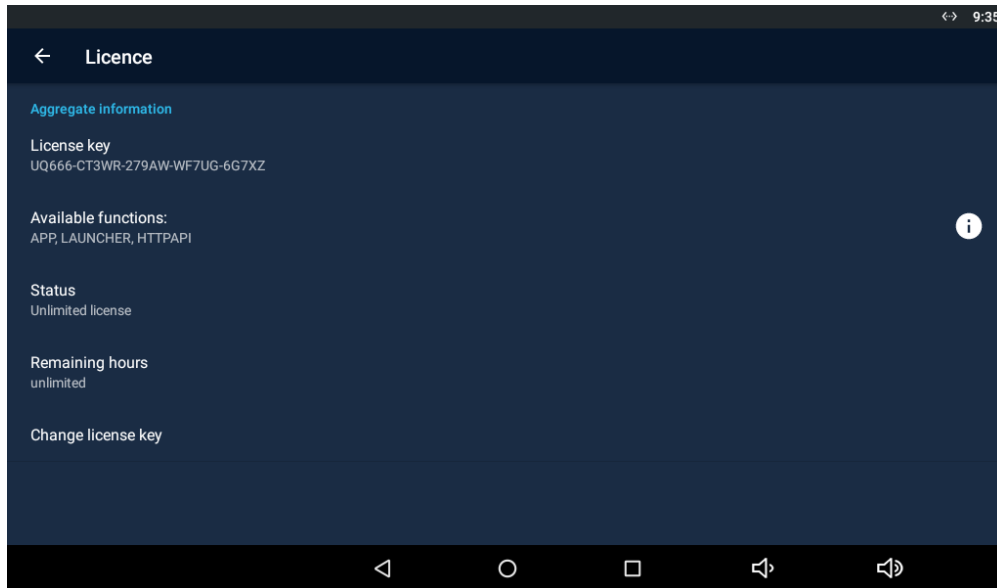 9:35
Licence
Aggregate information
License key
UQ666-CT3WR-279AW-WF7UG-6G7XZ
Available functions:
APP, LAUNCHER, HTTPAPI
Status
Unlimited license
Remaining hours
unlimited
Change license key